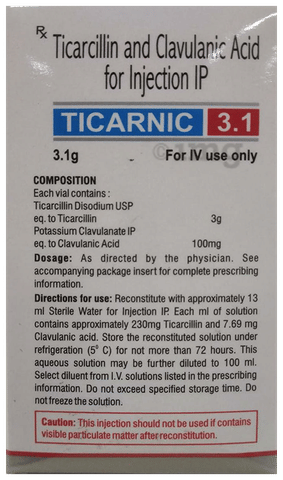 Rx Ticarcillin and Clavulanic Acid
for Injection IP
TICARNIC 3.1
3.1g For IV use only
COMPOSITION
Each vial contains :
Ticarcillin Disodium USP
eq. to Ticarcillin 3g
Potassium Clavulanate IP
eq. to Clavulanic Acid 100mg
Dosage: As directed by the physician. See
accompanying package insert for complete prescribing
information.
Directions for use: Reconstitute with approximately 13
ml Sterile Water for Injection IP. Each ml of solution
contains approximately 230mg Ticarcillin and 7.69 mg
Clavulanic acid. Store the reconstituted solution under
refrigeration (5⁰ C) for not more than 72 hours. This
aqueous solution may be further diluted to 100 ml.
Select diluent from I.V. solutions listed in the prescribing
information. Do not exceed specified storage time. Do
not freeze the solution.
Caution: This injection should not be used if contains
visible particulate matter after reconstitution.